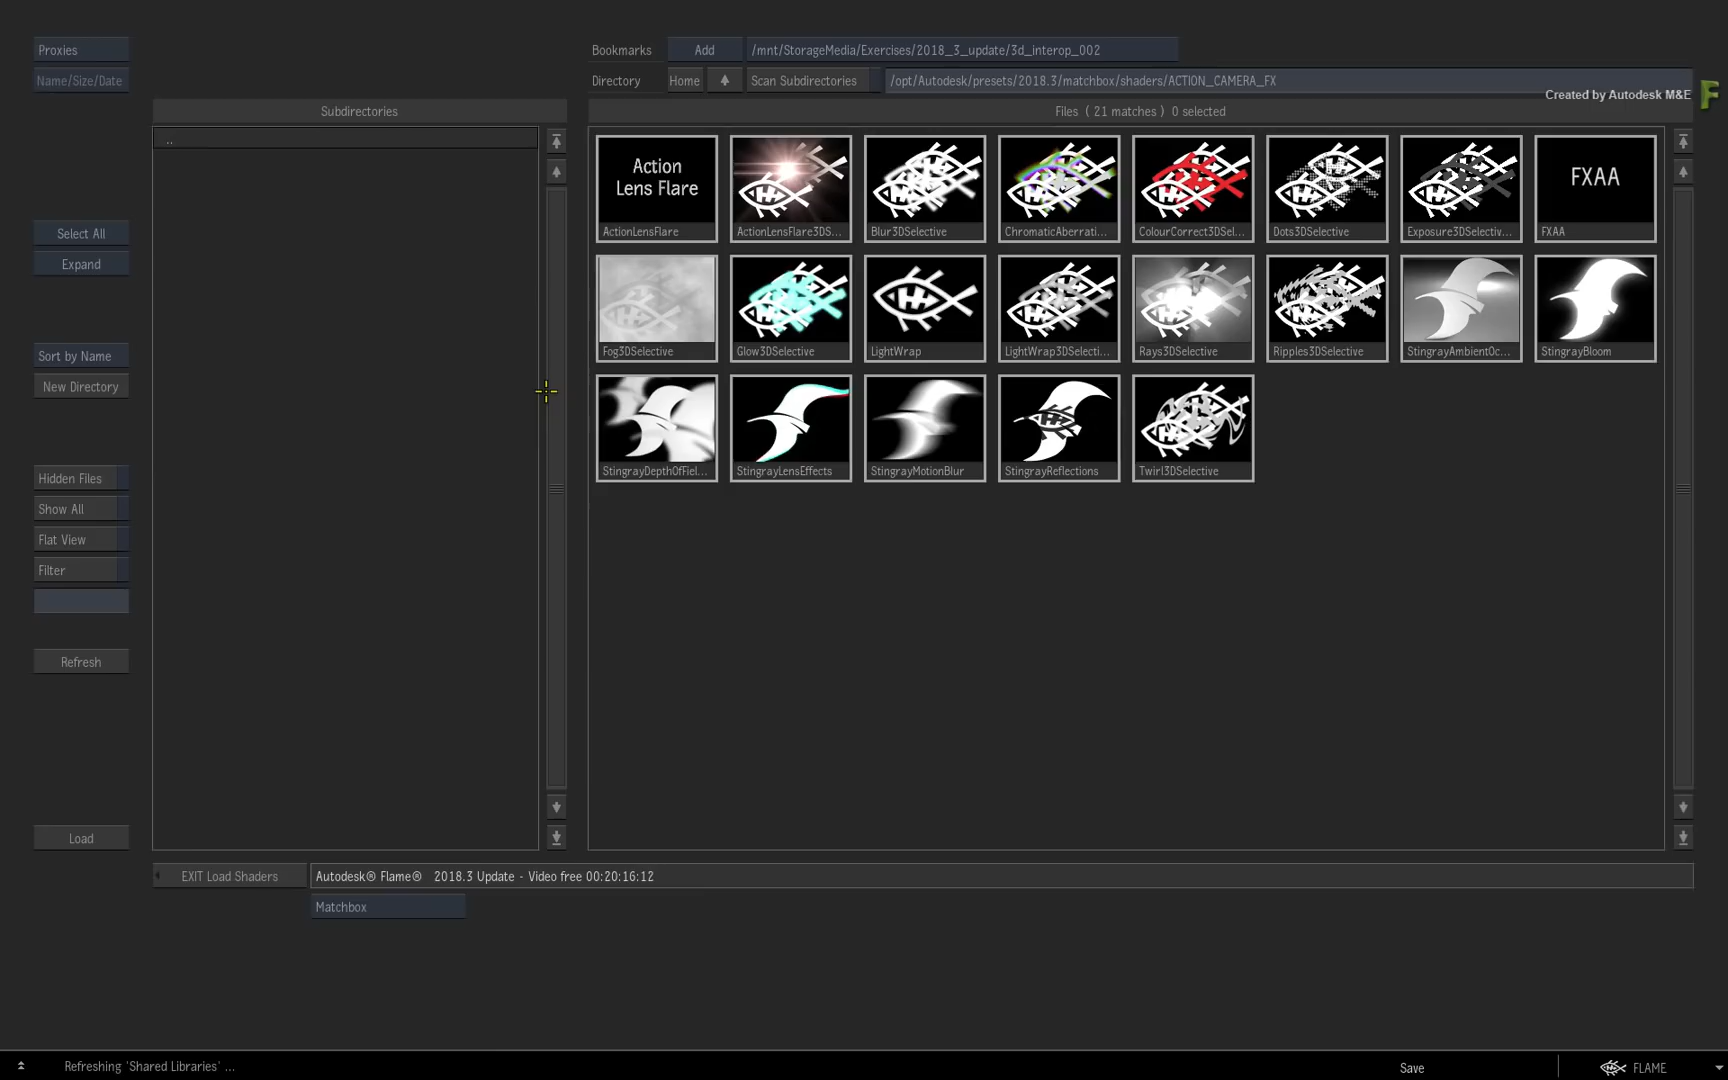 Proxies
Bookmarks Add /mnt/StorageMedia/Exercises/2018_3_update/3d_interop_002
Name/Size/Date
Directory Home Scan Subdirectories /opt/Autodesk/presets/2018.3/matchbox/shaders/ACTION_CAMERA_FX
Created by Autodesk M&E
Subdirectories
Files ( 21 matches ) 0 selected
..
Action
Lens Flare
FXAA
ActionLensFlare ActionLensFlare3DS... Blur3DSelective ChromaticAberrati... ColourCorrect3DSel... Dots3DSelective Exposure3DSelectiv... FXAA
Select All
Expand
Fog3DSelective Glow3DSelective LightWrap LightWrap3DSelecti... Rays3DSelective Ripples3DSelective StingrayAmbientOc... StingrayBloom
Sort by Name
New Directory
StingrayDepthOfFiel... StingrayLensEffects StingrayMotionBlur StingrayReflections Twirl3DSelective
Hidden Files
Show All
Flat View
Filter
Refresh
Load
EXIT Load Shaders Autodesk® Flame® 2018.3 Update - Video free 00:20:16:12
Matchbox
Refreshing 'Shared Libraries' ... Save FLAME